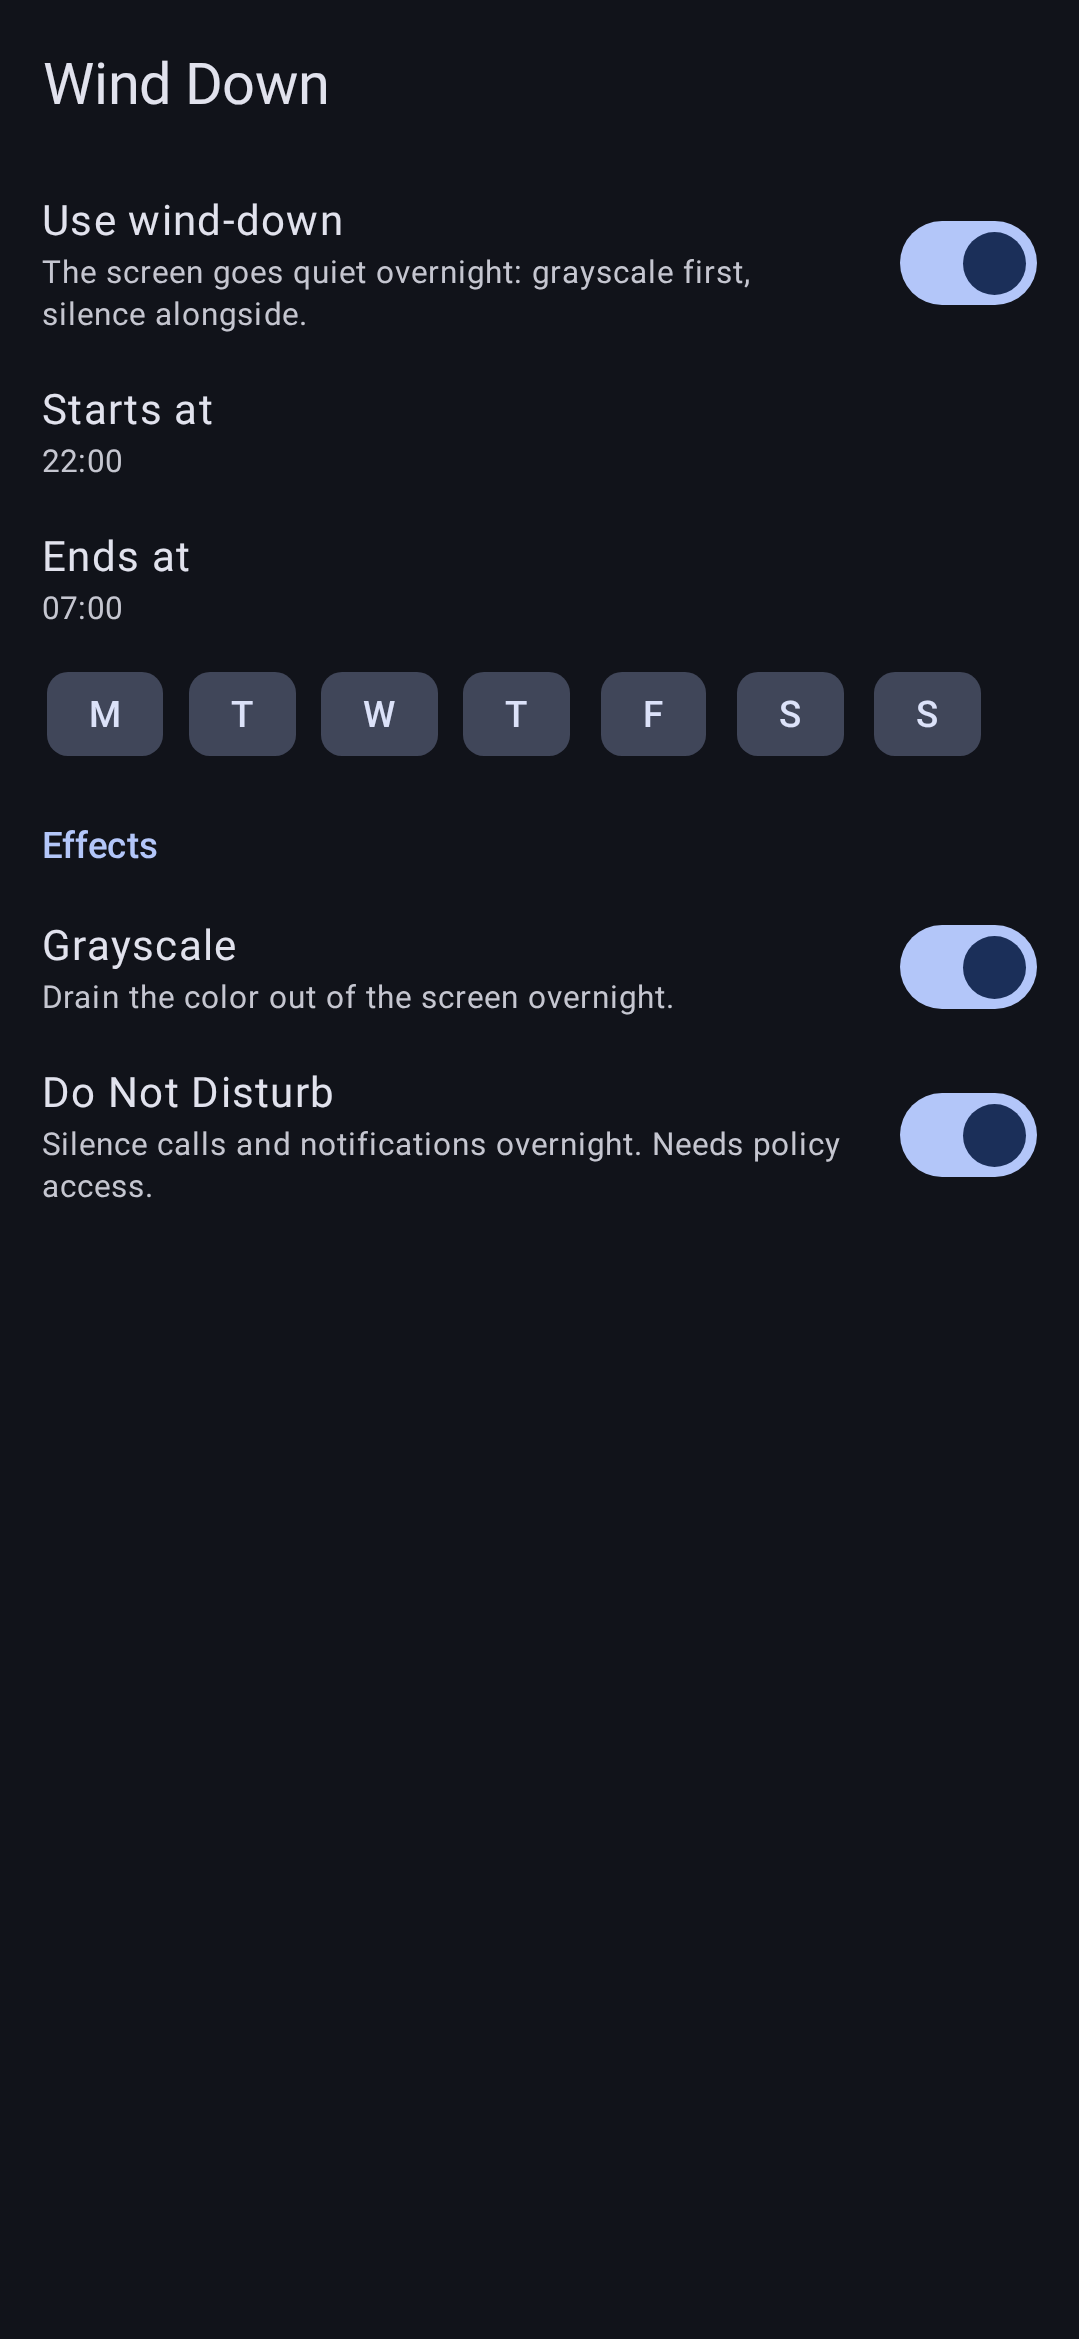 Wind Down
Use wind-down
The screen goes quiet overnight: grayscale first,
silence alongside.
Starts at
22:00
Ends at
07:00
M T W T F S S
Effects
Grayscale
Drain the color out of the screen overnight.
Do Not Disturb
Silence calls and notifications overnight. Needs policy
access.